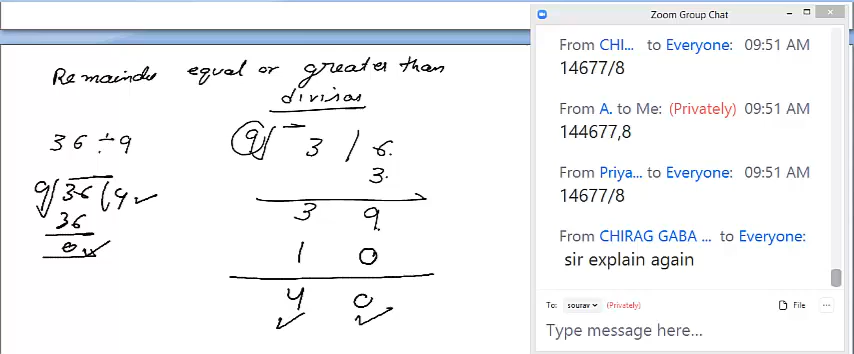 Remainder equal or greater than
divisor
36 ÷ 9
9 36 4
36
0
9 3 / 6
3
3 9
1 0
4 0
Zoom Group Chat
From CHI... to Everyone: 09:51 AM
14677/8
From A. to Me: (Privately) 09:51 AM
144677,8
From Priya... to Everyone: 09:51 AM
14677/8
From CHIRAG GABA ... to Everyone:
sir explain again
To: sourav (Privately) File ...
Type message here...